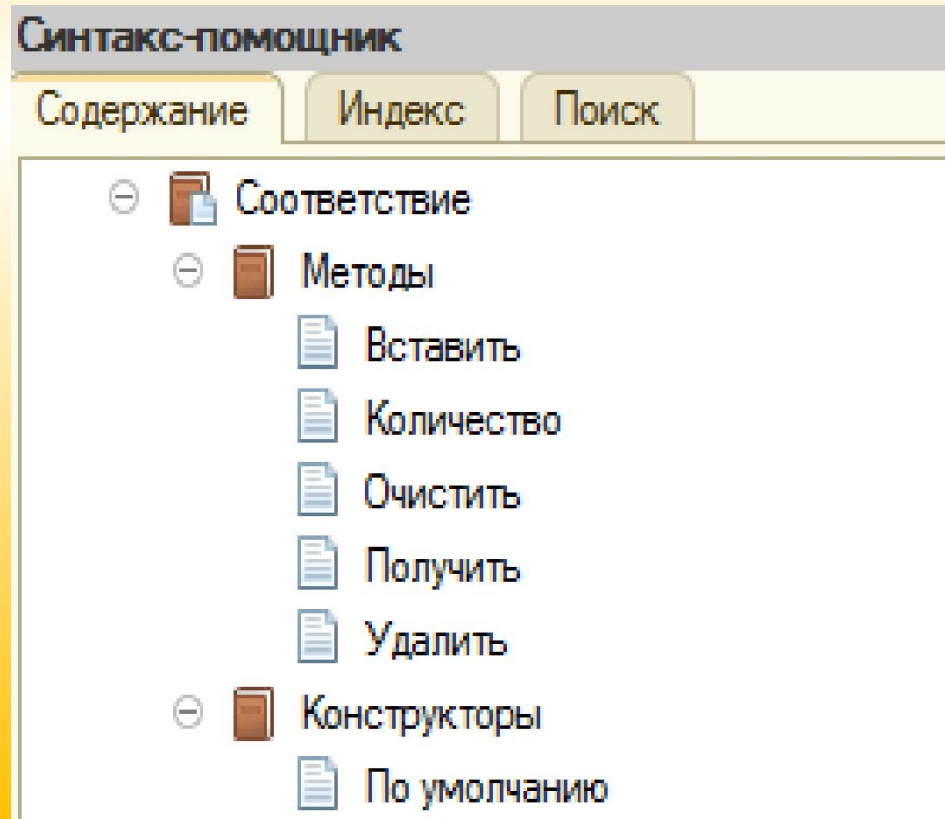 Синтакс-помощник
Содержание Индекс Поиск
Соответствие
Методы
Вставить
Количество
Очистить
Получить
Удалить
Конструкторы
По умолчанию